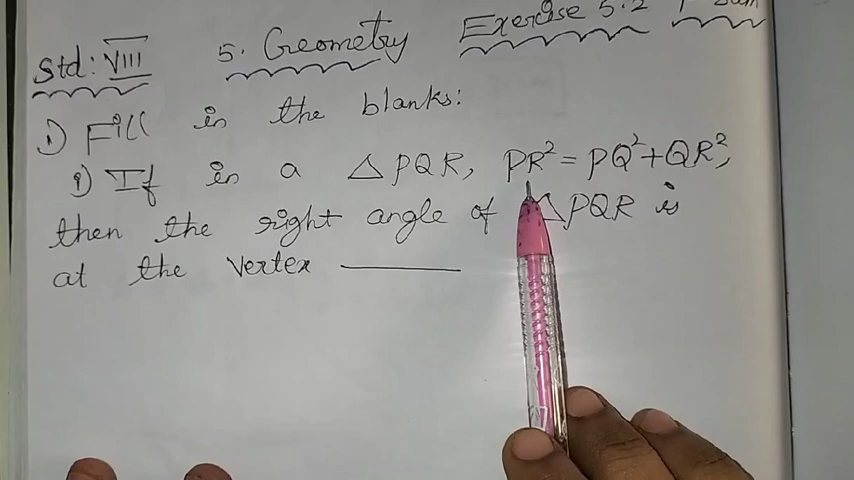 Std: VIII 5. Geometry Exercise 5.2
1) Fill in the blanks:
i) If in a △PQR, PR² = PQ² + QR²,
then the right angle of △PQR is
at the vertex ______